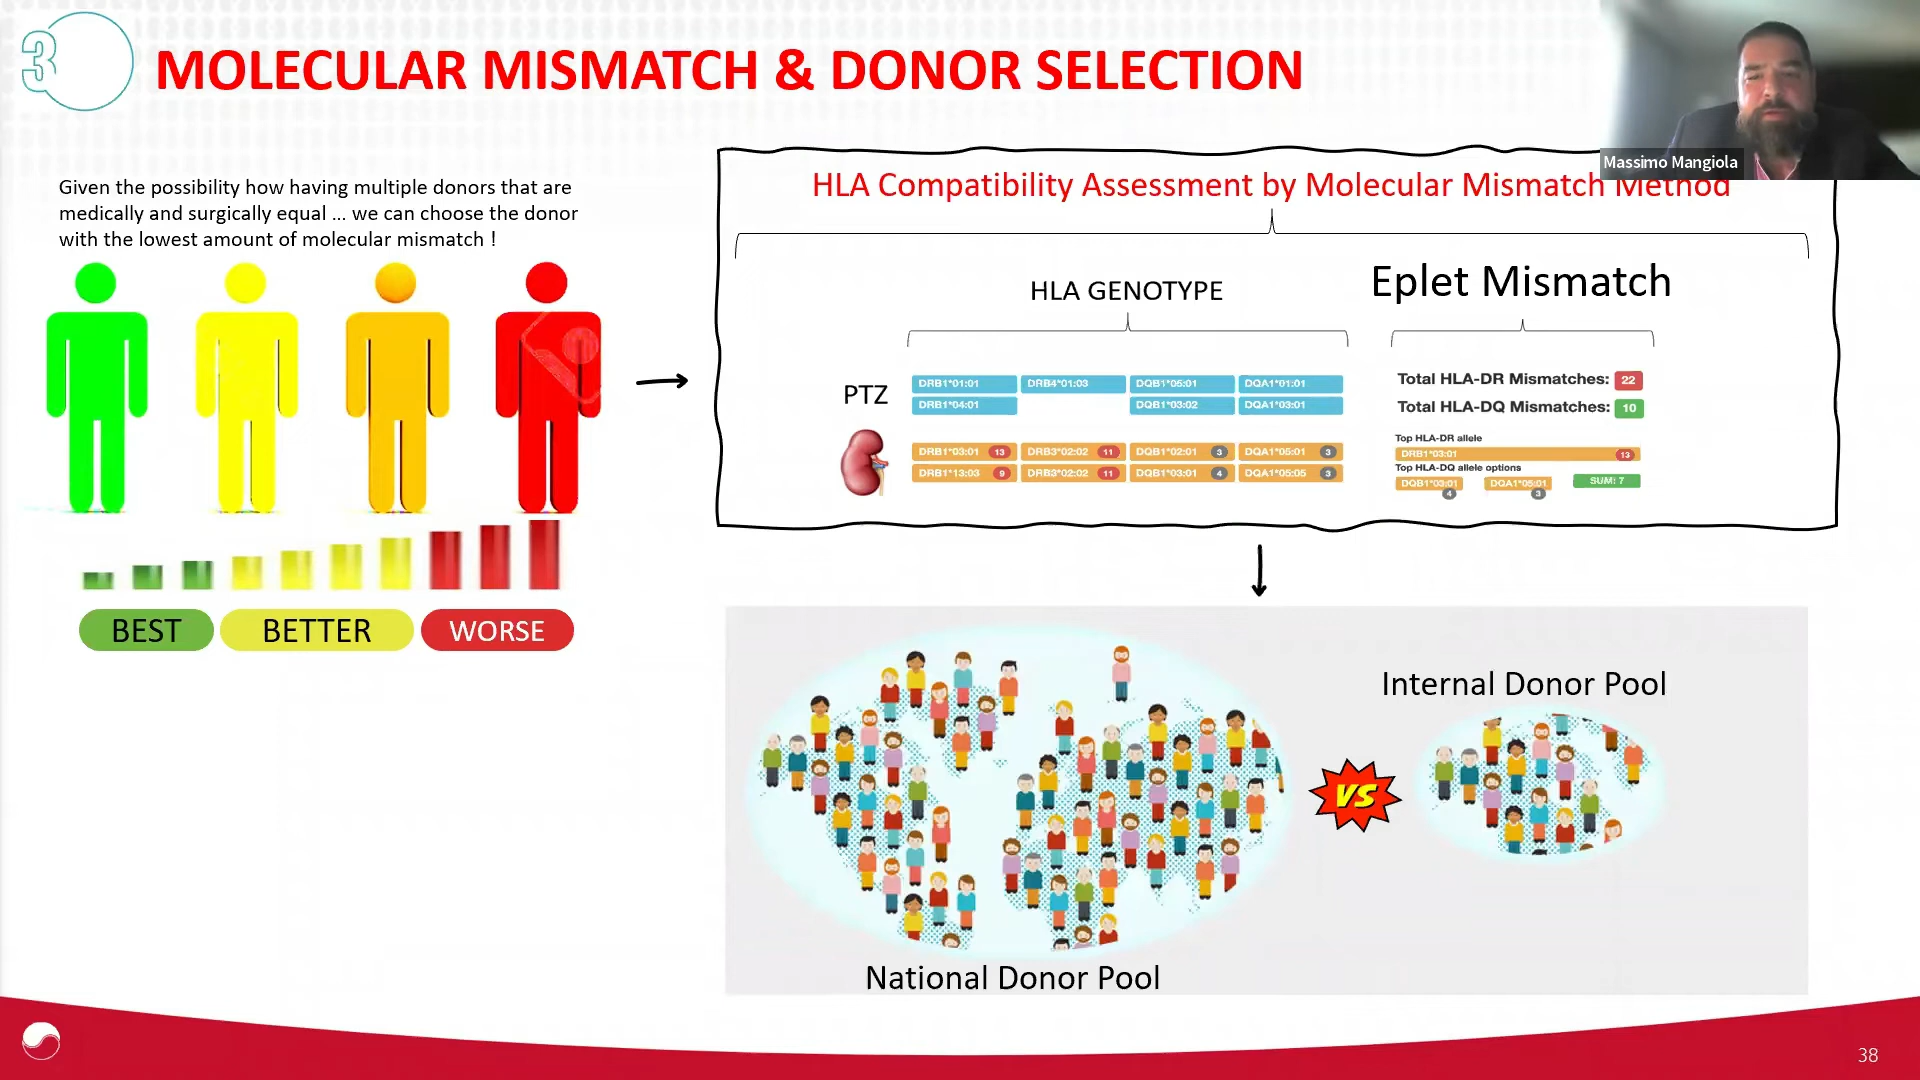 3
MOLECULAR MISMATCH & DONOR SELECTION
Massimo Mangiola
Given the possibility how having multiple donors that are
medically and surgically equal ... we can choose the donor
with the lowest amount of molecular mismatch !
BEST
BETTER
WORSE
HLA Compatibility Assessment by Molecular Mismatch Method
HLA GENOTYPE
Eplet Mismatch
PTZ
DRB1*01:01 DRB4*01:03 DQB1*05:01 DQA1*01:01
DRB1*04:01 DQB1*03:02 DQA1*03:01
DRB1*03:01 13 DRB3*02:02 11 DQB1*02:01 3 DQA1*05:01 3
DRB1*13:03 9 DRB3*02:02 11 DQB1*03:01 4 DQA1*05:05 3
Total HLA-DR Mismatches: 22
Total HLA-DQ Mismatches: 10
Top HLA-DR allele
DRB1*03:01 13
Top HLA-DQ allele options
DQB1*03:01 4 DQA1*05:01 3 SUM: 7
Internal Donor Pool
VS
National Donor Pool
38